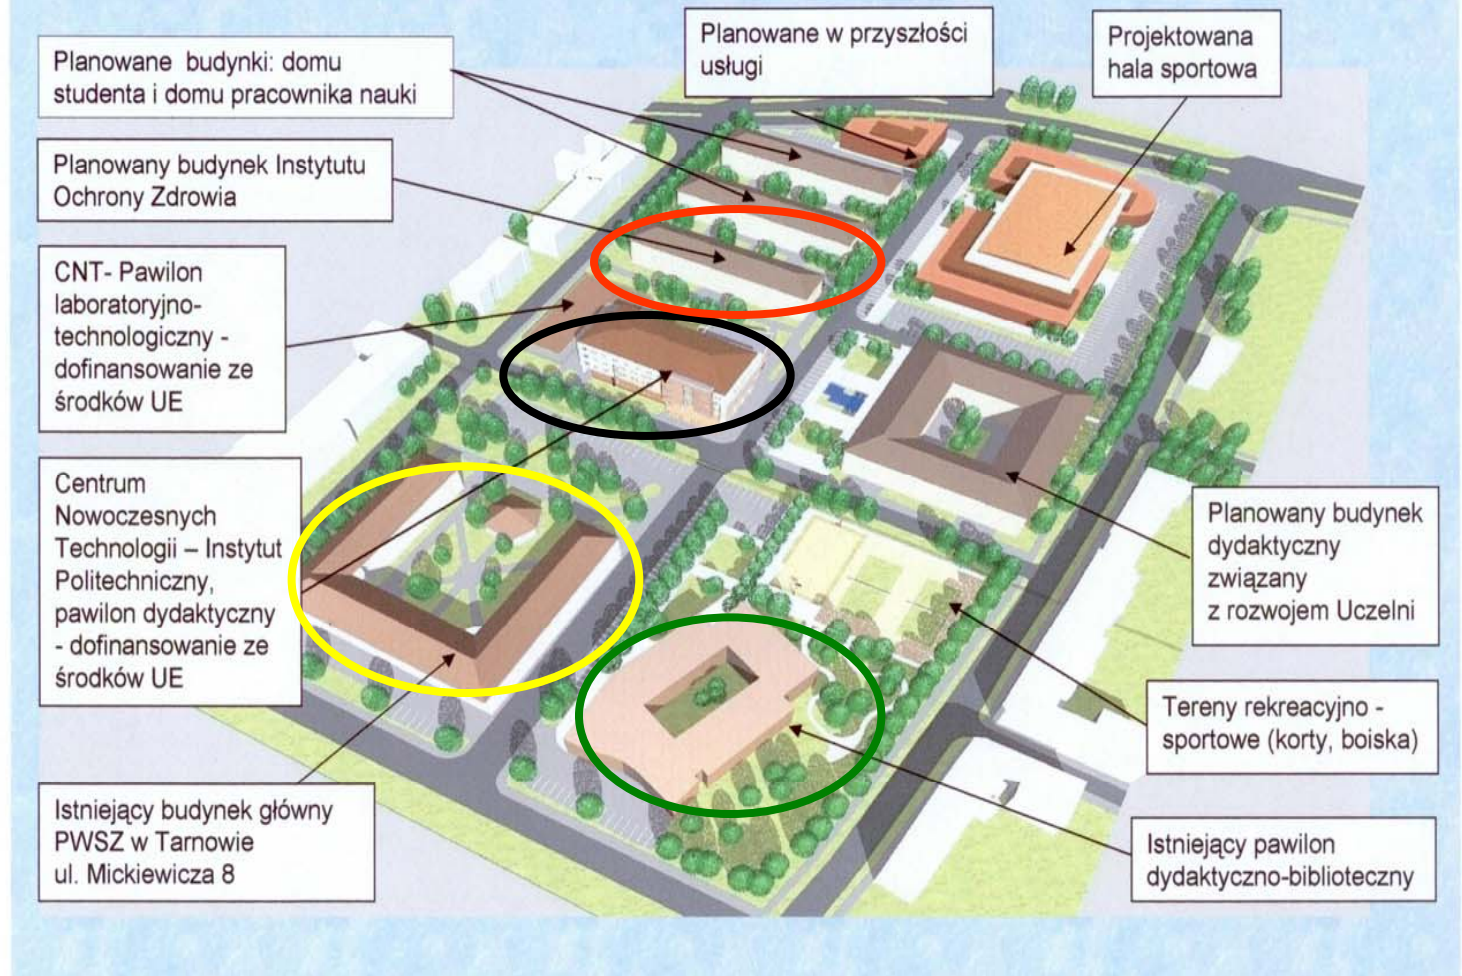 Planowane budynki: domu
studenta i domu pracownika nauki
Planowane w przyszłości
usługi
Projektowana
hala sportowa
Planowany budynek Instytutu
Ochrony Zdrowia
CNT- Pawilon
laboratoryjno-
technologiczny -
dofinansowanie ze
środków UE
Centrum
Nowoczesnych
Technologii – Instytut
Politechniczny,
pawilon dydaktyczny
- dofinansowanie ze
środków UE
Planowany budynek
dydaktyczny
związany
z rozwojem Uczelni
Tereny rekreacyjno -
sportowe (korty, boiska)
Istniejący budynek główny
PWSZ w Tarnowie
ul. Mickiewicza 8
Istniejący pawilon
dydaktyczno-biblioteczny